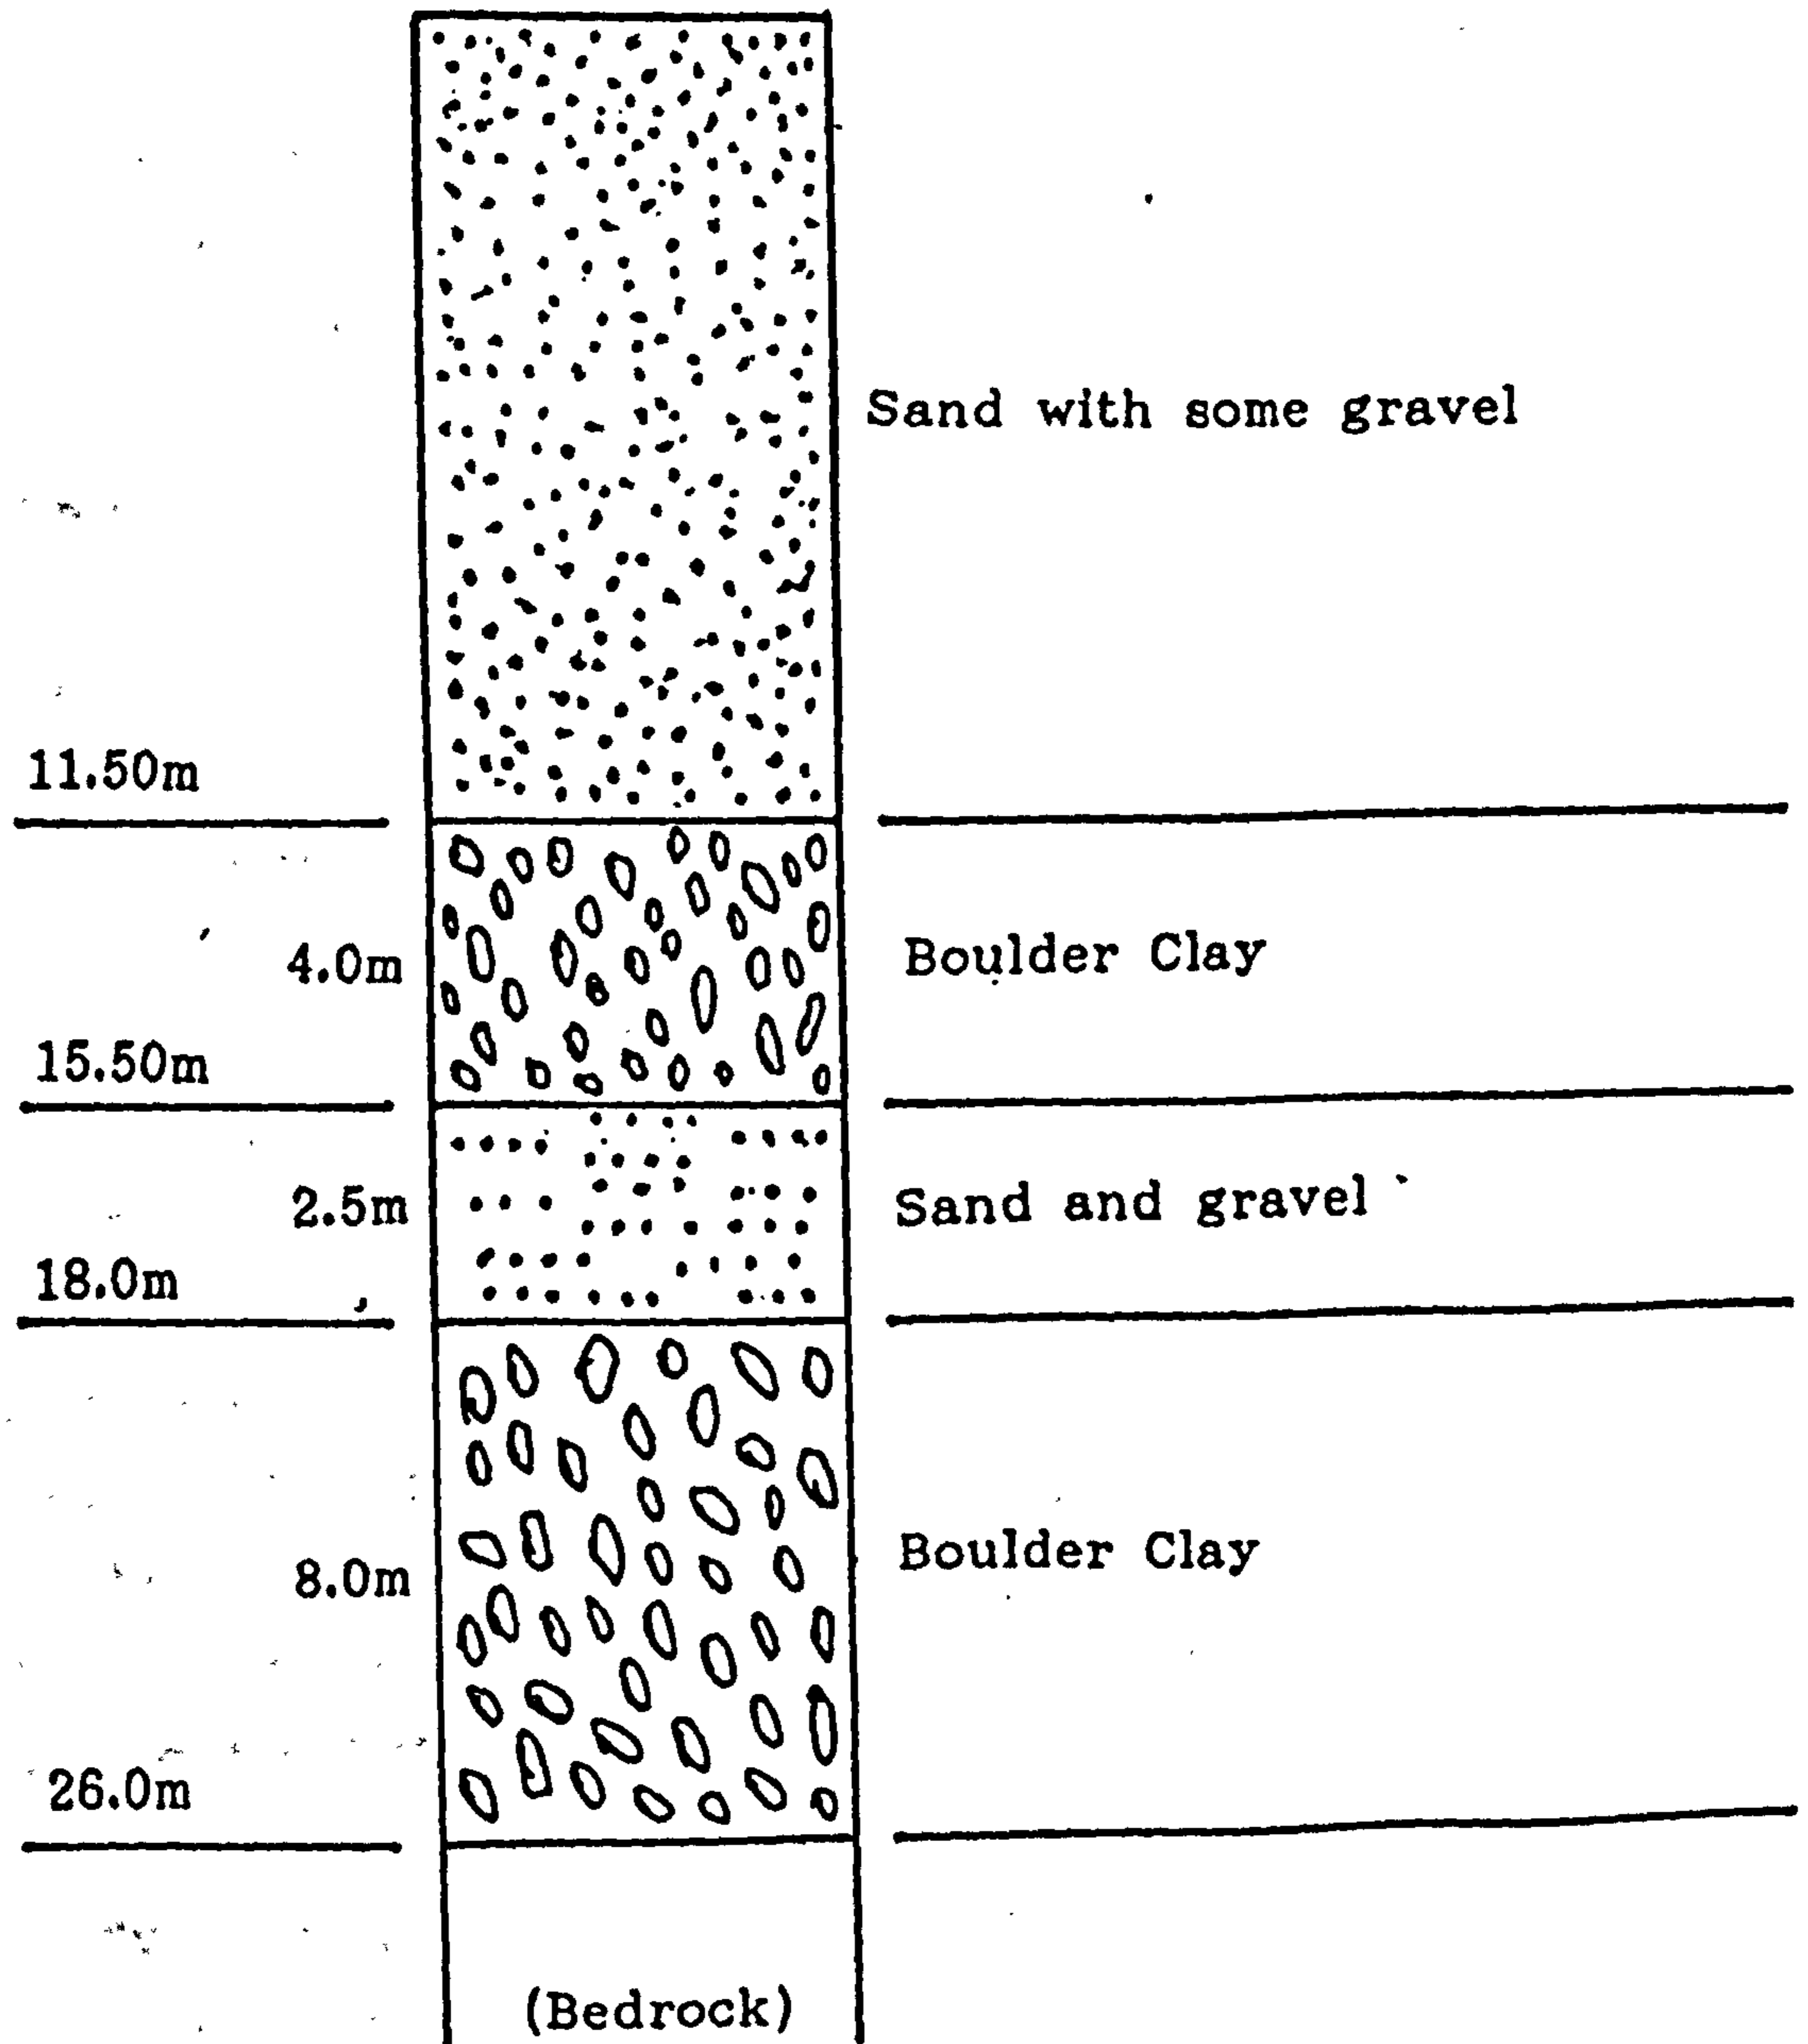 Sand with some gravel
11.50m
4.0m
Boulder Clay
15.50m
2.5m
Sand and gravel
18.0m
8.0m
Boulder Clay
26.0m
(Bedrock)